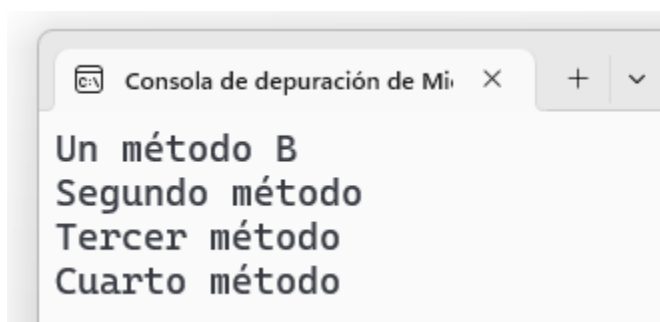 C:\ Consola de depuración de Mi
Un método B
Segundo método
Tercer método
Cuarto método